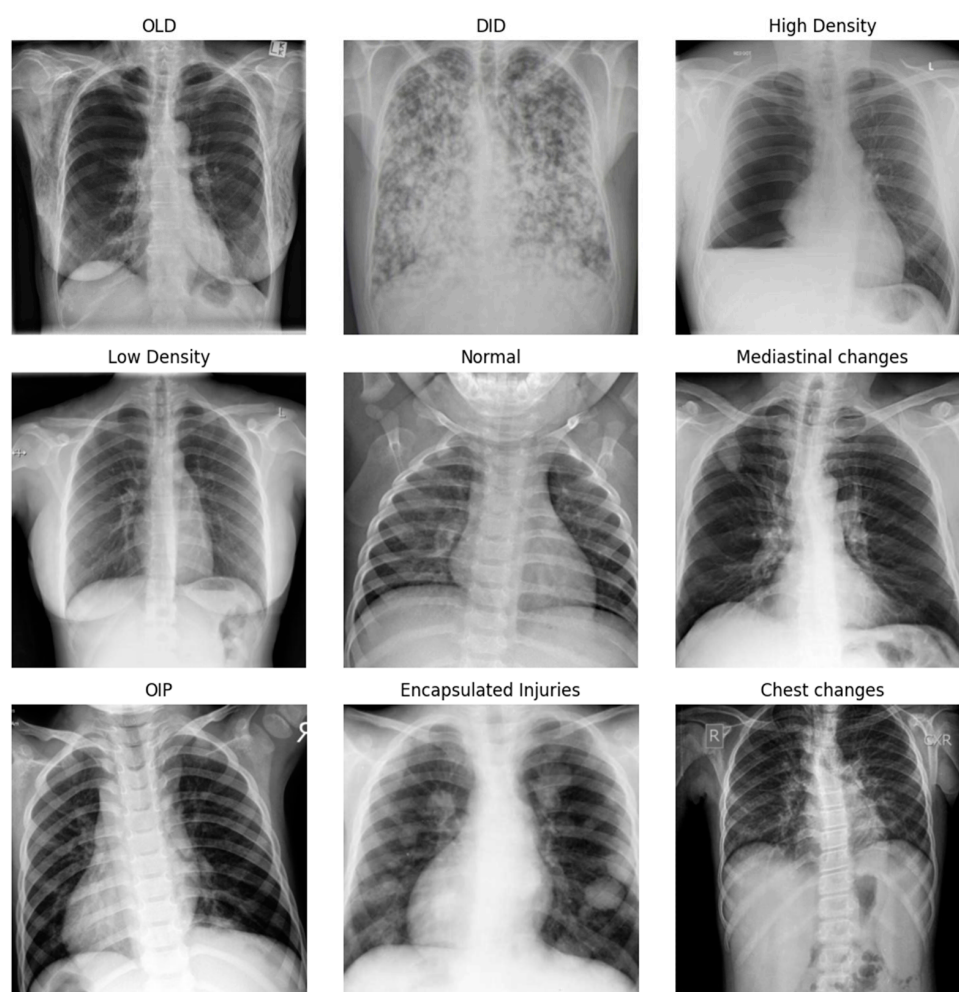 OLD
DID
High Density
L
Low Density
Normal
Mediastinal changes
L
OIP
Encapsulated Injuries
Chest changes
R
R
CXR